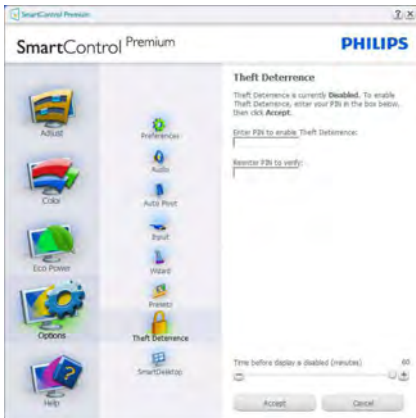 SmartControl Premium
SmartControl Premium
PHILIPS
Adjust
Color
Eco Power
Options
Help
Preferences
Audio
Auto Pivot
Input
Wizard
Presets
Theft Deterrence
SmartDesktop
Theft Deterrence
Theft Deterrence is currently Disabled. To enable
Theft Deterrence, enter your PIN in the box below,
then click Accept.
Enter PIN to enable Theft Deterrence:
Reenter PIN to verify:
Time before display is disabled (minutes) 60
Accept Cancel